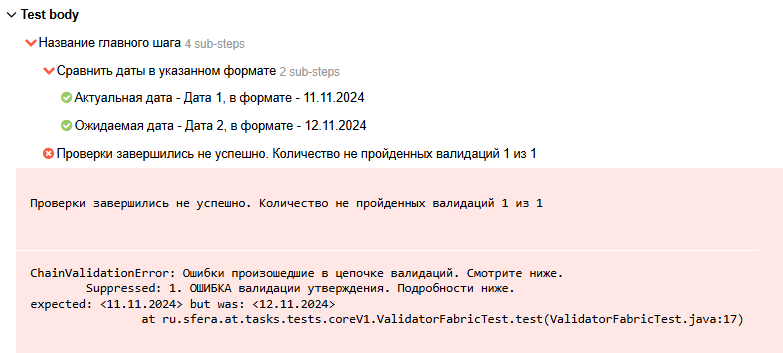 Test body
Название главного шага 4 sub-steps
Сравнить даты в указанном формате 2 sub-steps
Актуальная дата - Дата 1, в формате - 11.11.2024
Ожидаемая дата - Дата 2, в формате - 12.11.2024
Проверки завершились не успешно. Количество не пройденных валидаций 1 из 1
Проверки завершились не успешно. Количество не пройденных валидаций 1 из 1
ChainValidationError: Ошибки произошедшие в цепочке валидаций. Смотрите ниже.
Suppressed: 1. ОШИБКА валидации утверждения. Подробности ниже.
expected: <11.11.2024> but was: <12.11.2024>
at ru.sfera.at.tasks.tests.coreV1.ValidatorFabricTest.test(ValidatorFabricTest.java:17)